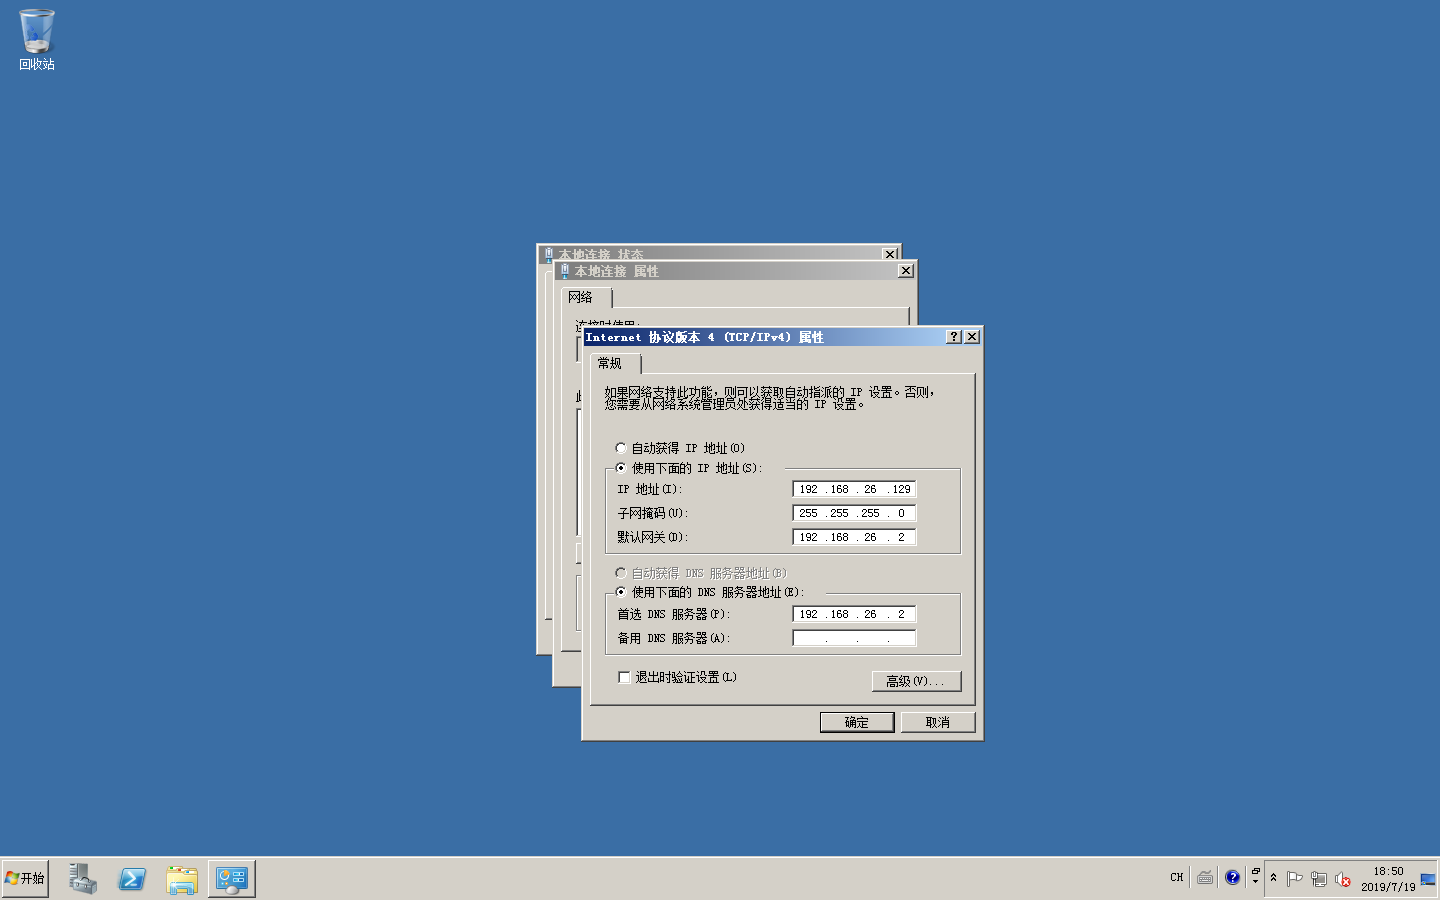 回收站
本地连接 状态
本地连接 属性
网络
连接时使用:
Internet 协议版本 4 (TCP/IPv4) 属性
常规
如果网络支持此功能，则可以获取自动指派的 IP 设置。否则，
您需要从网络系统管理员处获得适当的 IP 设置。
自动获得 IP 地址(O)
使用下面的 IP 地址(S):
IP 地址(I):
192 .168 . 26 .129
子网掩码(U):
255 .255 .255 . 0
默认网关(D):
192 .168 . 26 . 2
自动获得 DNS 服务器地址(B)
使用下面的 DNS 服务器地址(E):
首选 DNS 服务器(P):
192 .168 . 26 . 2
备用 DNS 服务器(A):
. . .
退出时验证设置(L)
高级(V)...
确定
取消
开始
CH
18:50
2019/7/19